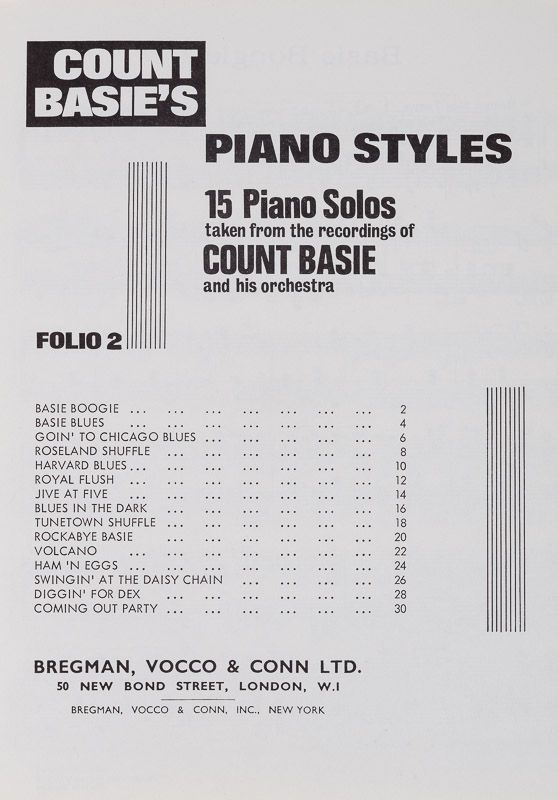 COUNT
BASIE'S
PIANO STYLES
15 Piano Solos
taken from the recordings of
COUNT BASIE
and his orchestra
FOLIO 2
BASIE BOOGIE ... ... ... ... ... ... ... 2
BASIE BLUES ... ... ... ... ... ... ... 4
GOIN' TO CHICAGO BLUES ... ... ... ... ... 6
ROSELAND SHUFFLE ... ... ... ... ... ... 8
HARVARD BLUES ... ... ... ... ... ... ... 10
ROYAL FLUSH ... ... ... ... ... ... ... 12
JIVE AT FIVE ... ... ... ... ... ... ... 14
BLUES IN THE DARK ... ... ... ... ... ... 16
TUNETOWN SHUFFLE ... ... ... ... ... ... 18
ROCKABYE BASIE ... ... ... ... ... ... 20
VOLCANO ... ... ... ... ... ... ... 22
HAM 'N EGGS ... ... ... ... ... ... ... 24
SWINGIN' AT THE DAISY CHAIN ... ... ... ... 26
DIGGIN' FOR DEX ... ... ... ... ... ... 28
COMING OUT PARTY ... ... ... ... ... ... 30
BREGMAN, VOCCO & CONN LTD.
50 NEW BOND STREET, LONDON, W.1
BREGMAN, VOCCO & CONN, INC., NEW YORK